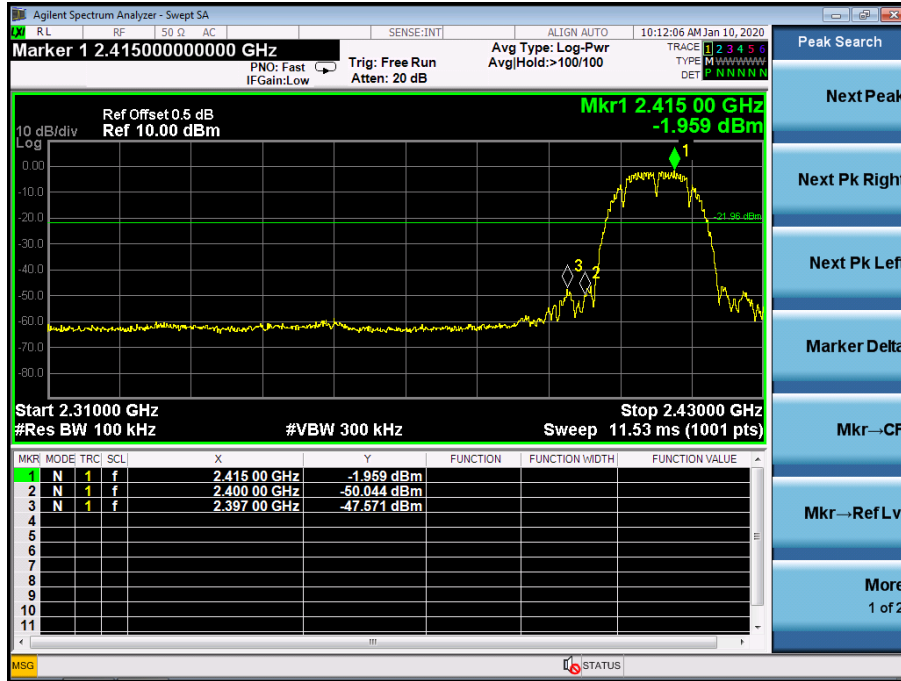 Agilent Spectrum Analyzer - Swept SA
RL RF 50 Ω AC SENSE:INT ALIGN AUTO 10:12:06 AM Jan 10, 2020
Marker 1 2.415000000000 GHz
PNO: Fast
IFGain:Low
Trig: Free Run
Atten: 20 dB
Avg Type: Log-Pwr
Avg|Hold:>100/100
TRACE 1 2 3 4 5 6
TYPE M WWWWW
DET P N N N N N
Peak Search
Mkr1 2.415 00 GHz
-1.959 dBm
Ref Offset 0.5 dB
10 dB/div Ref 10.00 dBm
Log
0.00
-10.0
-20.0
-30.0
-40.0
-50.0
-60.0
-70.0
-80.0
1
-21.96 dBm
3
2
Start 2.31000 GHz Stop 2.43000 GHz
#Res BW 100 kHz #VBW 300 kHz Sweep 11.53 ms (1001 pts)
MKR MODE TRC SCL X Y FUNCTION FUNCTION WIDTH FUNCTION VALUE
1 N 1 f 2.415 00 GHz -1.959 dBm
2 N 1 f 2.400 00 GHz -50.044 dBm
3 N 1 f 2.397 00 GHz -47.571 dBm
4
5
6
7
8
9
10
11
MSG STATUS
Next Peak
Next Pk Right
Next Pk Left
Marker Delta
Mkr→CF
Mkr→Ref Lv
More
1 of 2